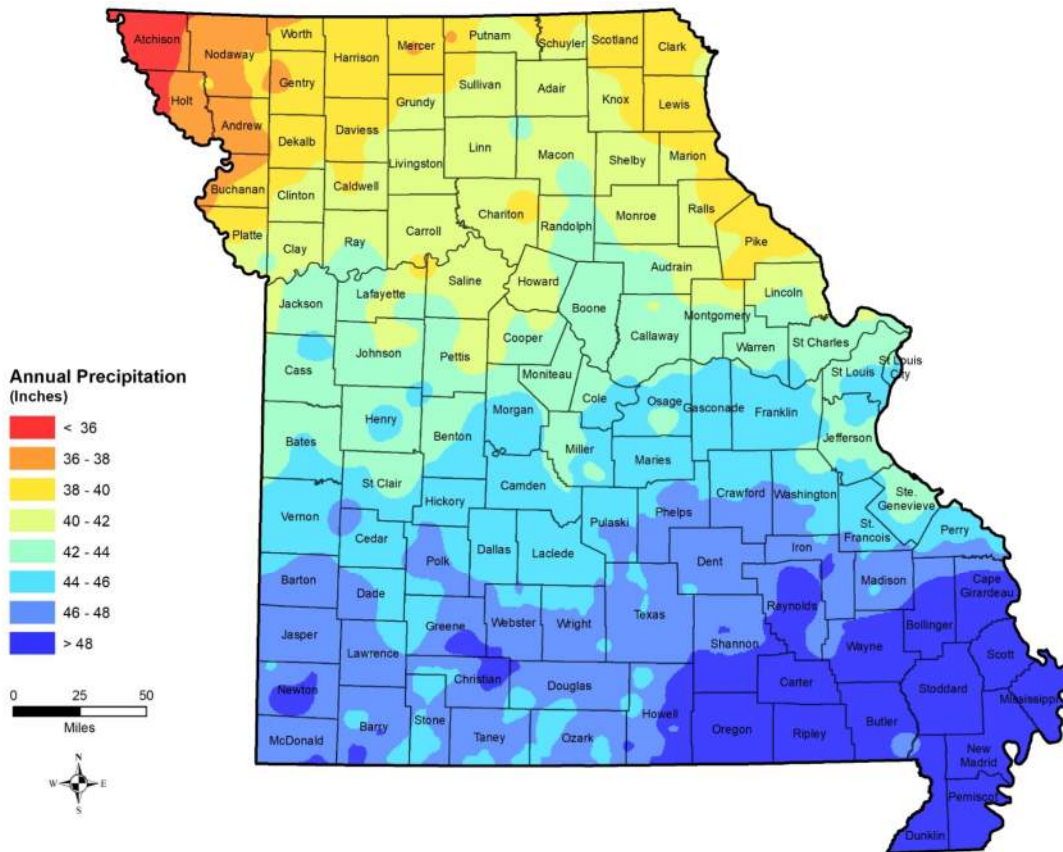 Atchison
Nodaway
Worth
Harrison
Mercer
Putnam
Schuyler
Scotland
Clark
Holt
Gentry
Grundy
Sullivan
Adair
Knox
Lewis
Andrew
Dekalb
Daviess
Livingston
Linn
Macon
Shelby
Marion
Buchanan
Clinton
Caldwell
Chariton
Randolph
Monroe
Ralls
Platte
Clay
Ray
Carroll
Pike
Saline
Howard
Audrain
Jackson
Lafayette
Boone
Lincoln
Callaway
Montgomery
Johnson
Pettis
Cooper
Warren
St Charles
Cass
Moniteau
St Louis
St Louis
City
Annual Precipitation
(Inches)
< 36
36 - 38
38 - 40
40 - 42
42 - 44
44 - 46
46 - 48
> 48
0 25 50
Miles
N
W E
S
Henry
Morgan
Cole
Osage
Gasconade
Franklin
Bates
Benton
Miller
Jefferson
St Clair
Maries
Camden
Crawford
Washington
Ste.
Genevieve
Vernon
Hickory
Pulaski
Phelps
St.
Francois
Perry
Cedar
Dallas
Laclede
Dent
Iron
Polk
Barton
Dade
Madison
Cape
Girardeau
Reynolds
Bollinger
Jasper
Greene
Webster
Wright
Texas
Shannon
Wayne
Lawrence
Scott
Newton
Christian
Douglas
Carter
Stoddard
Mississippi
Howell
McDonald
Barry
Stone
Taney
Ozark
Oregon
Ripley
Butler
New
Madrid
Pemiscot
Dunklin